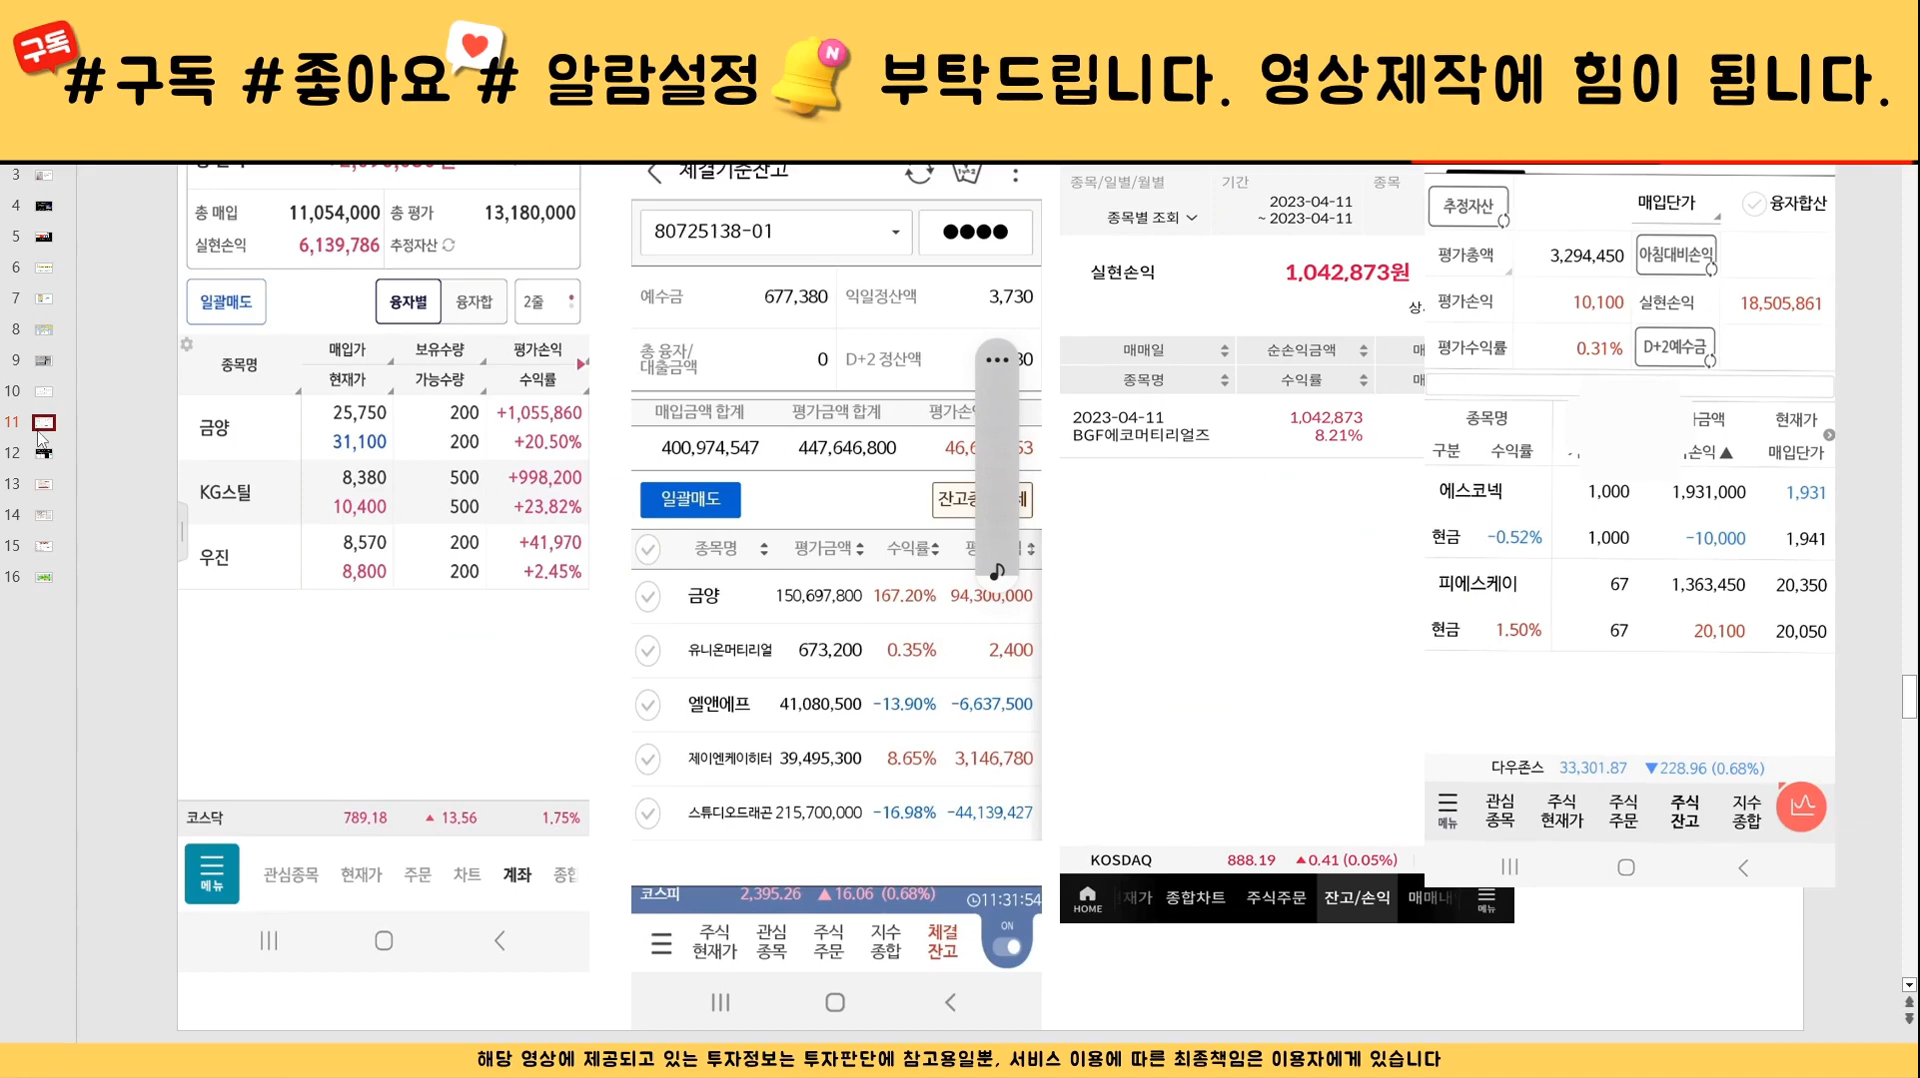 구독
#구독 #좋아요 # 알람설정 N 부탁드립니다. 영상제작에 힘이 됩니다.
3
4
5
6
7
8
9
10
11
12
13
14
15
16
총 매입 11,054,000 총 평가 13,180,000
실현손익 6,139,786 추정자산
일괄매도 융자별 융자합 2줄
종목명 매입가 보유수량 평가손익
현재가 가능수량 수익률
금양 25,750 200 +1,055,860
31,100 200 +20.50%
KG스틸 8,380 500 +998,200
10,400 500 +23.82%
우진 8,570 200 +41,970
8,800 200 +2.45%
코스닥 789.18 ▲ 13.56 1.75%
메뉴 관심종목 현재가 주문 차트 계좌 종합
체결기준잔고
80725138-01 ●●●●
예수금 677,380 익일정산액 3,730
총 융자/
대출금액 0 D+2 정산액
매입금액 합계 평가금액 합계
400,974,547 447,646,800
일괄매도
종목명 평가금액 수익률
금양 150,697,800 167.20% 94,300,000
유니온머티리얼 673,200 0.35% 2,400
엘앤에프 41,080,500 -13.90% -6,637,500
제이엔케이히터 39,495,300 8.65% 3,146,780
스튜디오드래곤 215,700,000 -16.98% -44,139,427
코스피 2,395.26 ▲ 16.06 (0.68%) 11:31:54
ON
주식 현재가 관심 종목 주식 주문 지수 종합 체결 잔고
종목/일별/월별 기간 종목
종목별 조회 2023-04-11
~ 2023-04-11
실현손익 1,042,873원
상
매매일 순손익금액 매
종목명 수익률 매
2023-04-11 1,042,873
BGF에코머티리얼즈 8.21%
KOSDAQ 888.19 ▲0.41 (0.05%)
HOME 재가 종합차트 주식주문 잔고/손익 매매내 메뉴
추정자산 매입단가 융자합산
평가총액 3,294,450 아침대비손익
평가손익 10,100 실현손익 18,505,861
평가수익률 0.31% D+2예수금
종목명 금액 현재가
구분 수익률 손익▲ 매입단가
에스코넥 1,000 1,931,000 1,931
현금 -0.52% 1,000 -10,000 1,941
피에스케이 67 1,363,450 20,350
현금 1.50% 67 20,100 20,050
다우존스 33,301.87 ▼228.96 (0.68%)
메뉴 관심 종목 주식 현재가 주식 주문 주식 잔고 지수 종합
해당 영상에 제공되고 있는 투자정보는 투자판단에 참고용일뿐, 서비스 이용에 따른 최종책임은 이용자에게 있습니다